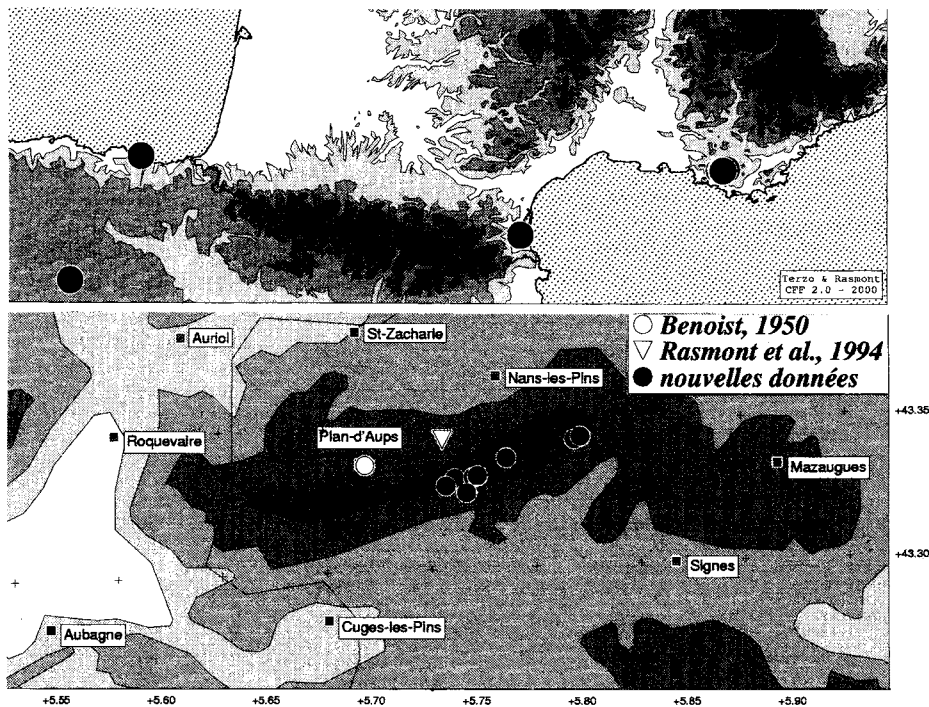 Terzo & Rasmont
CFF 2.0 - 2000
Benoist, 1950
Rasmont et al., 1994
nouvelles données
Auriol
St-Zacharie
Nans-les-Pins
+43.35
Roquevaire
Plan-d'Aups
Mazaugues
+43.30
Signes
Aubagne
Cuges-les-Pins
+5.55 +5.60 +5.65 +5.70 +5.75 +5.80 +5.85 +5.90